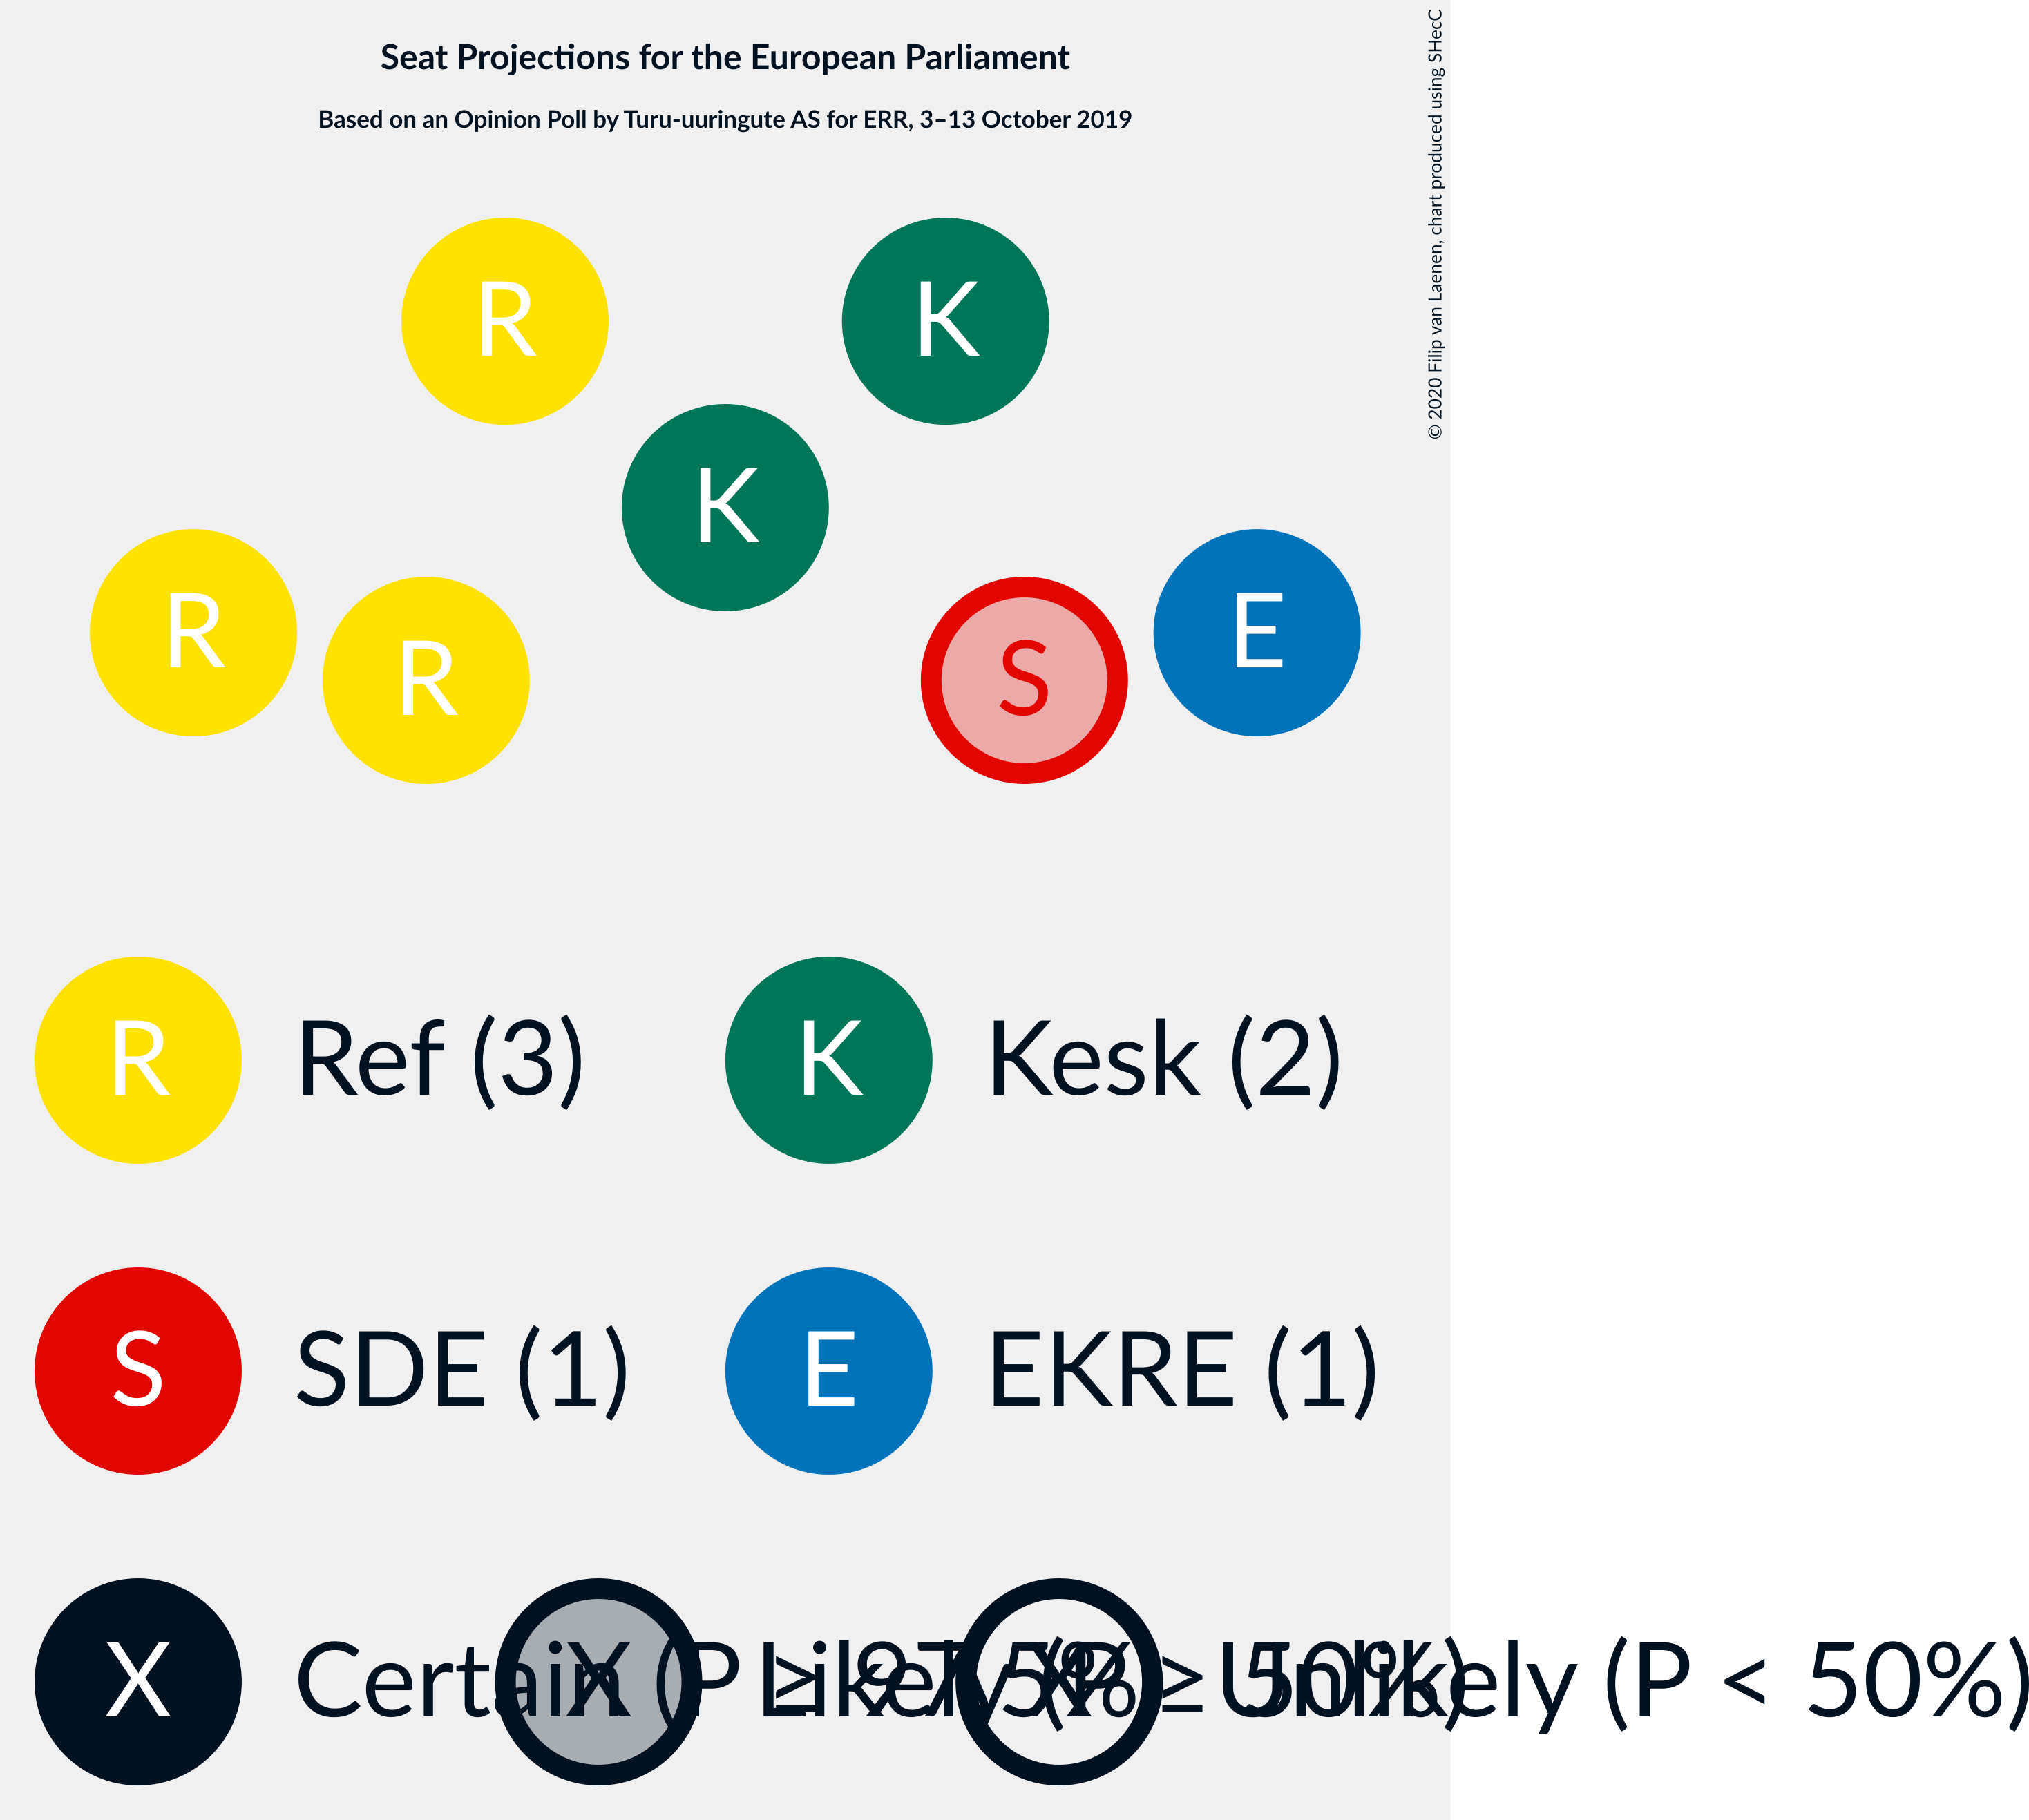 Seat Projections for the European Parliament
Based on an Opinion Poll by Turu-uuringute AS for ERR, 3–13 October 2019
© 2020 Filip van Laenen, chart produced using SHecC
R
K
K
R
E
R
S
R Ref (3) K Kesk (2)
S SDE (1) E EKRE (1)
X Certain (P ≥ 97.5%)
X Likely (P ≥ 50%)
X Unlikely (P < 50%)